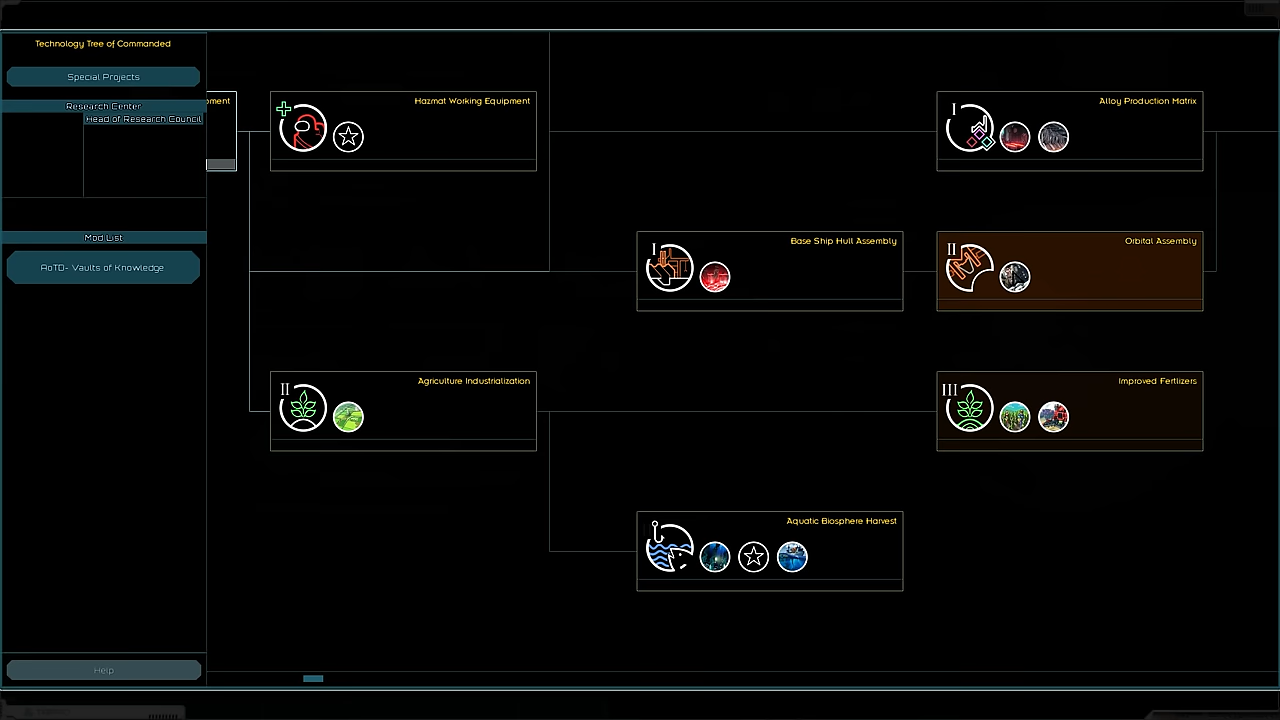 Technology Tree of Commanded
Special Projects
Research Center
Head of Research Council
Mod List
AoTD- Vaults of Knowledge
Help
oment
Hazmat Working Equipment
I
Alloy Production Matrix
I
Base Ship Hull Assembly
II
Orbital Assembly
II
Agriculture Industrialization
III
Improved Fertlizers
Aquatic Biosphere Harvest